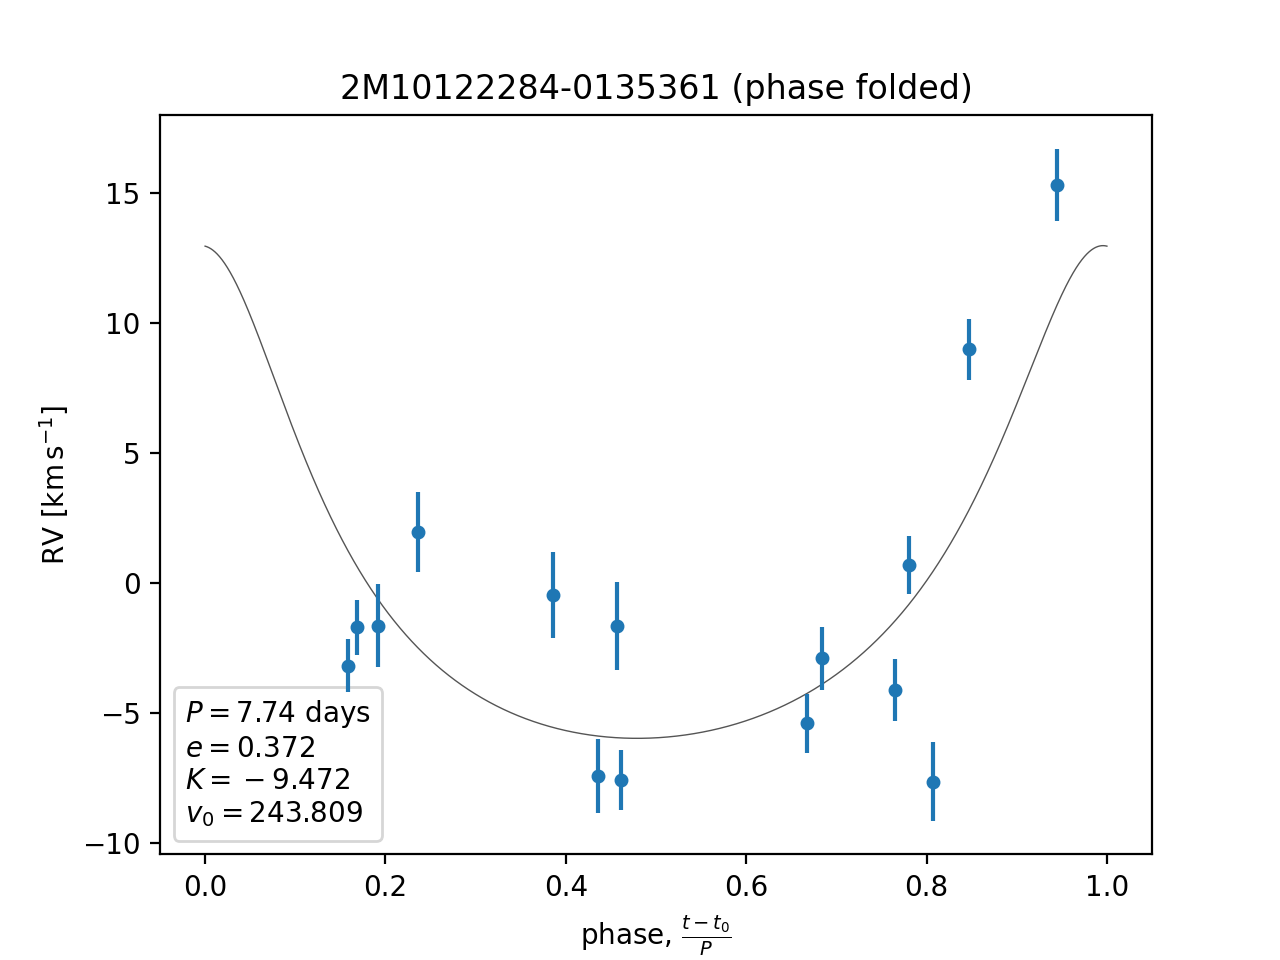 2M10122284-0135361 (phase folded)
15
10
5
0
−5
−10
RV [km s⁻¹]
P = 7.74 days
e = 0.372
K = −9.472
v₀ = 243.809
0.0 0.2 0.4 0.6 0.8 1.0
phase, (t − t₀)/P